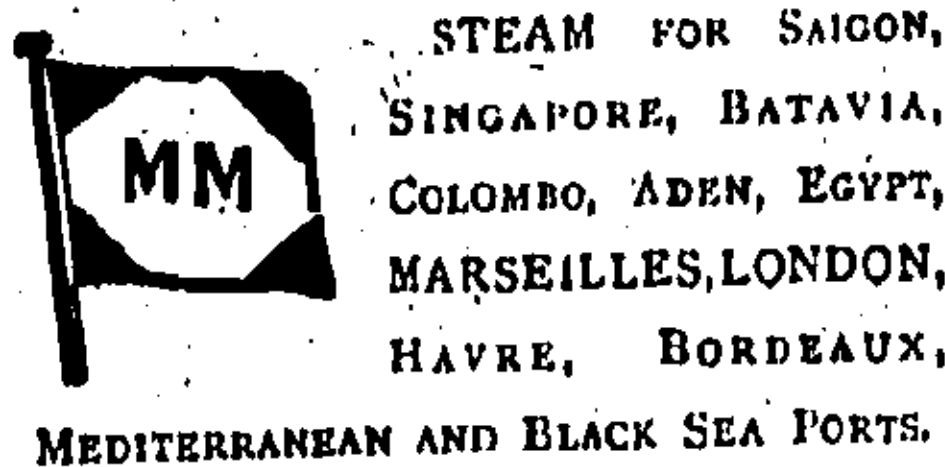 MM
STEAM FOR SAIGON,
SINGAPORE, BATAVIA,
COLOMBO, ADEN, EGYPT,
MARSEILLES, LONDON,
HAVRE, BORDEAUX,
MEDITERRANEAN AND BLACK SEA PORTS.